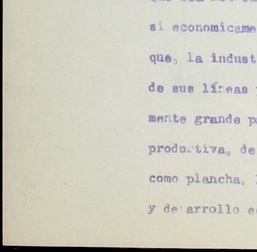 si economicame
que, la indust
de sus líneas
mente grande p
productiva, de
como plancha,
y desarrollo e